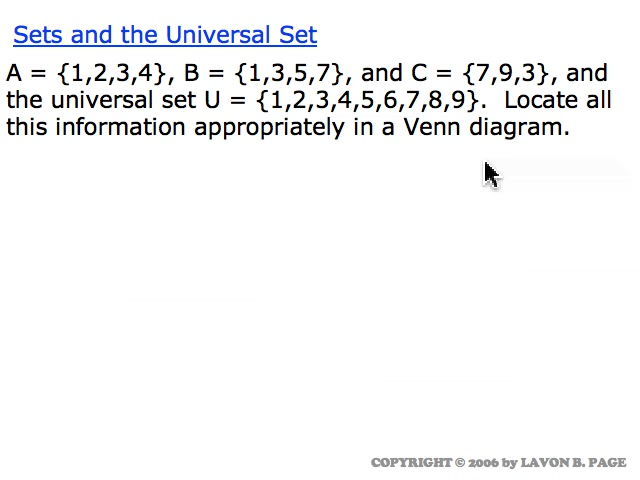 Sets and the Universal Set
A = {1,2,3,4}, B = {1,3,5,7}, and C = {7,9,3}, and
the universal set U = {1,2,3,4,5,6,7,8,9}.  Locate all
this information appropriately in a Venn diagram.
COPYRIGHT © 2006 by LAVON B. PAGE